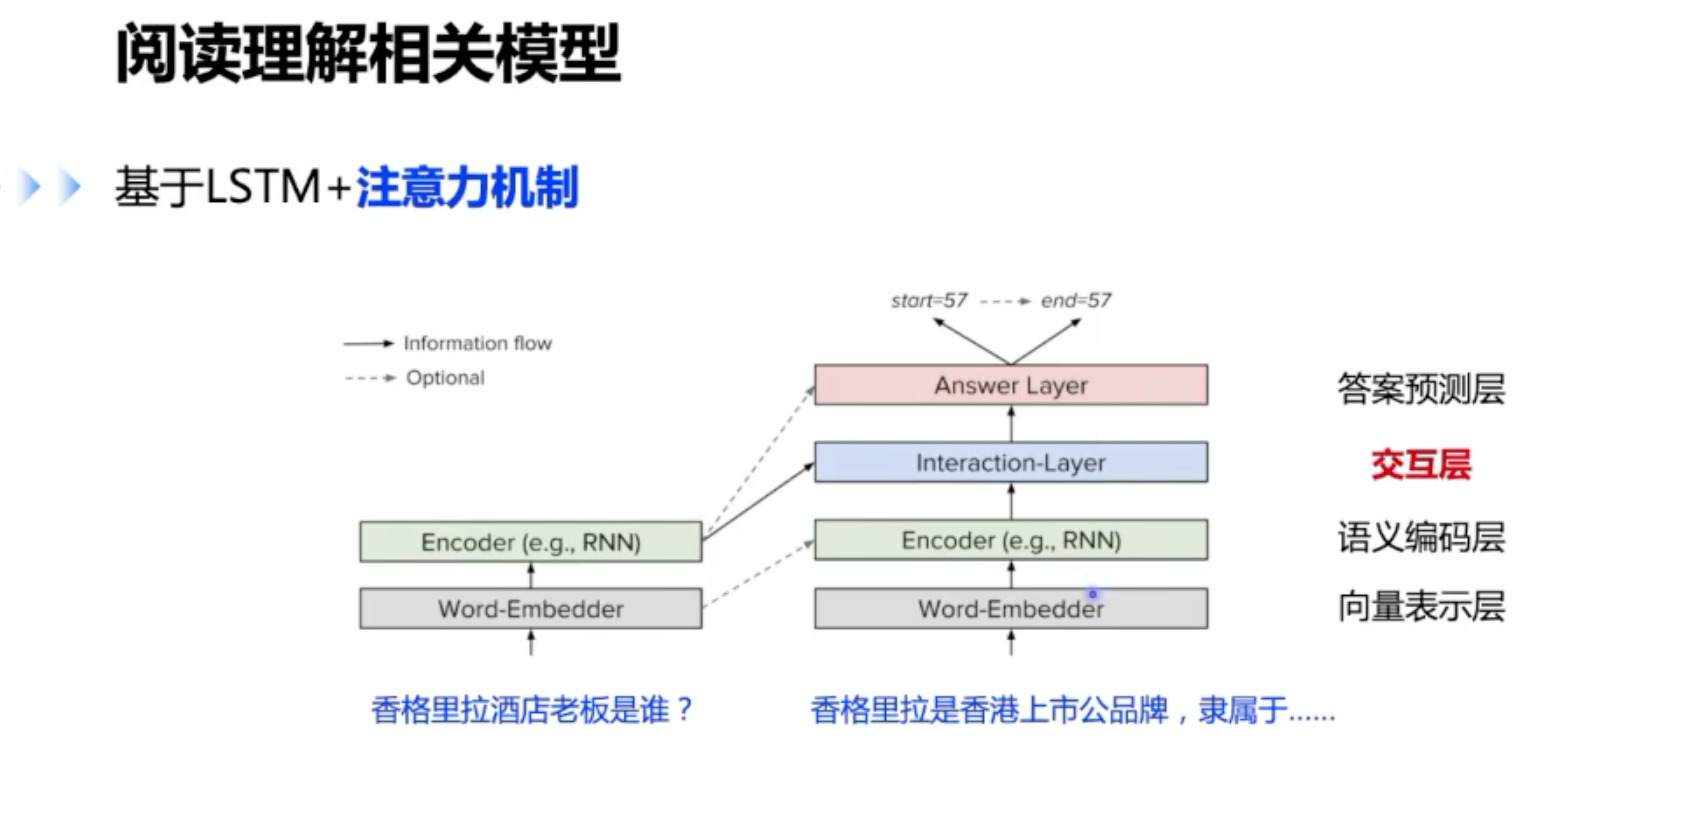 阅读理解相关模型
基于LSTM+注意力机制
start=57 end=57
Information flow
Optional
Answer Layer
答案预测层
Interaction-Layer
交互层
Encoder (e.g., RNN)
Encoder (e.g., RNN)
语义编码层
Word-Embedder
Word-Embedder
向量表示层
香格里拉酒店老板是谁？
香格里拉是香港上市公品牌，隶属于......